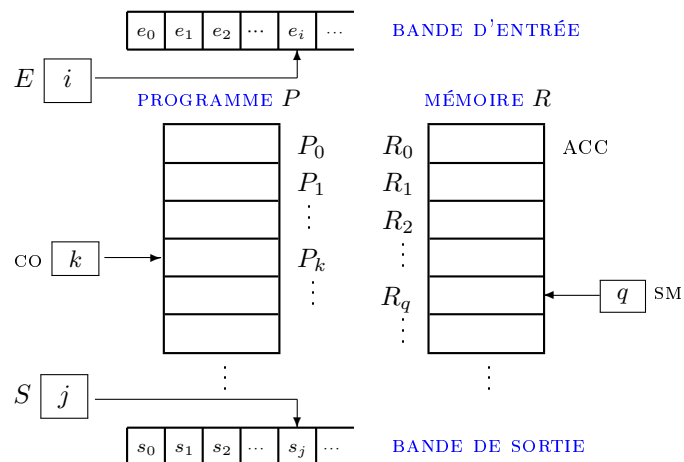 e0 e1 e2 ... ei ... BANDE D'ENTRÉE
E i
PROGRAMME P MÉMOIRE R
P0 R0 ACC
P1 R1
⋮ R2
CO k Pk ⋮
⋮ Rq q SM
⋮
⋮ ⋮
S j
s0 s1 s2 ... sj ... BANDE DE SORTIE